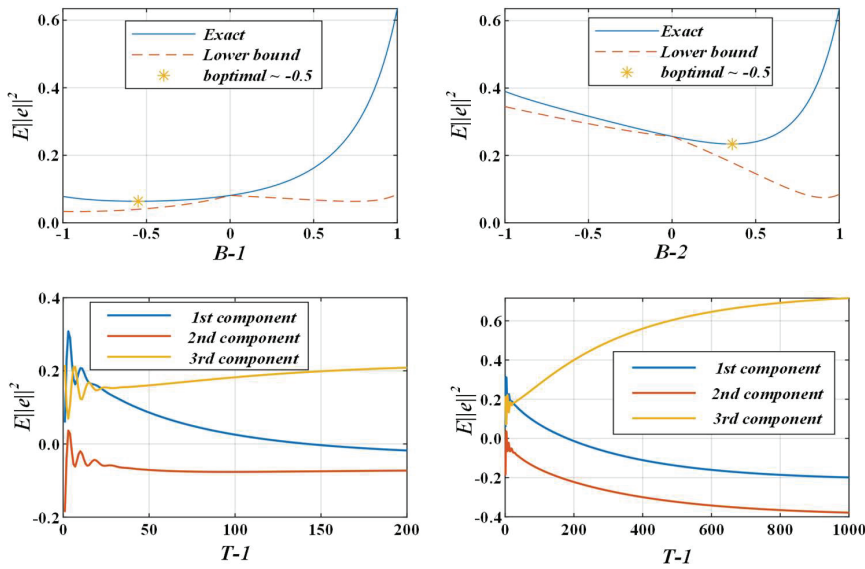 0.6
0.4
0.2
0.0
E||e||²
Exact
Lower bound
boptimal ~ -0.5
-1 -0.5 0 0.5 1
B-1
0.6
0.4
0.2
0.0
E||e||²
Exact
Lower bound
boptimal ~ -0.5
-1 -0.5 0 0.5 1
B-2
0.4
0.2
0.0
-0.2
E||e||²
1st component
2nd component
3rd component
0 50 100 150 200
T-1
0.6
0.4
0.2
0.0
-0.2
-0.4
E||e||²
1st component
2nd component
3rd component
0 200 400 600 800 1000
T-1